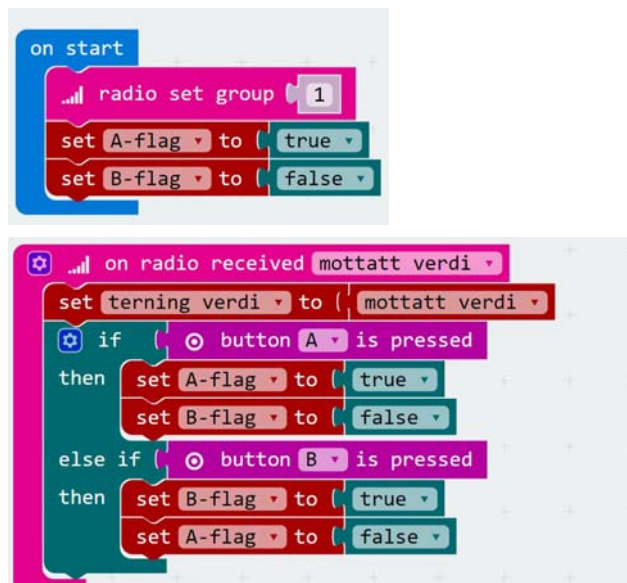 on start
radio set group 1
set A-flag to true
set B-flag to false
on radio received mottatt verdi
set terning verdi to mottatt verdi
if button A is pressed
then set A-flag to true
set B-flag to false
else if button B is pressed
then set B-flag to true
set A-flag to false